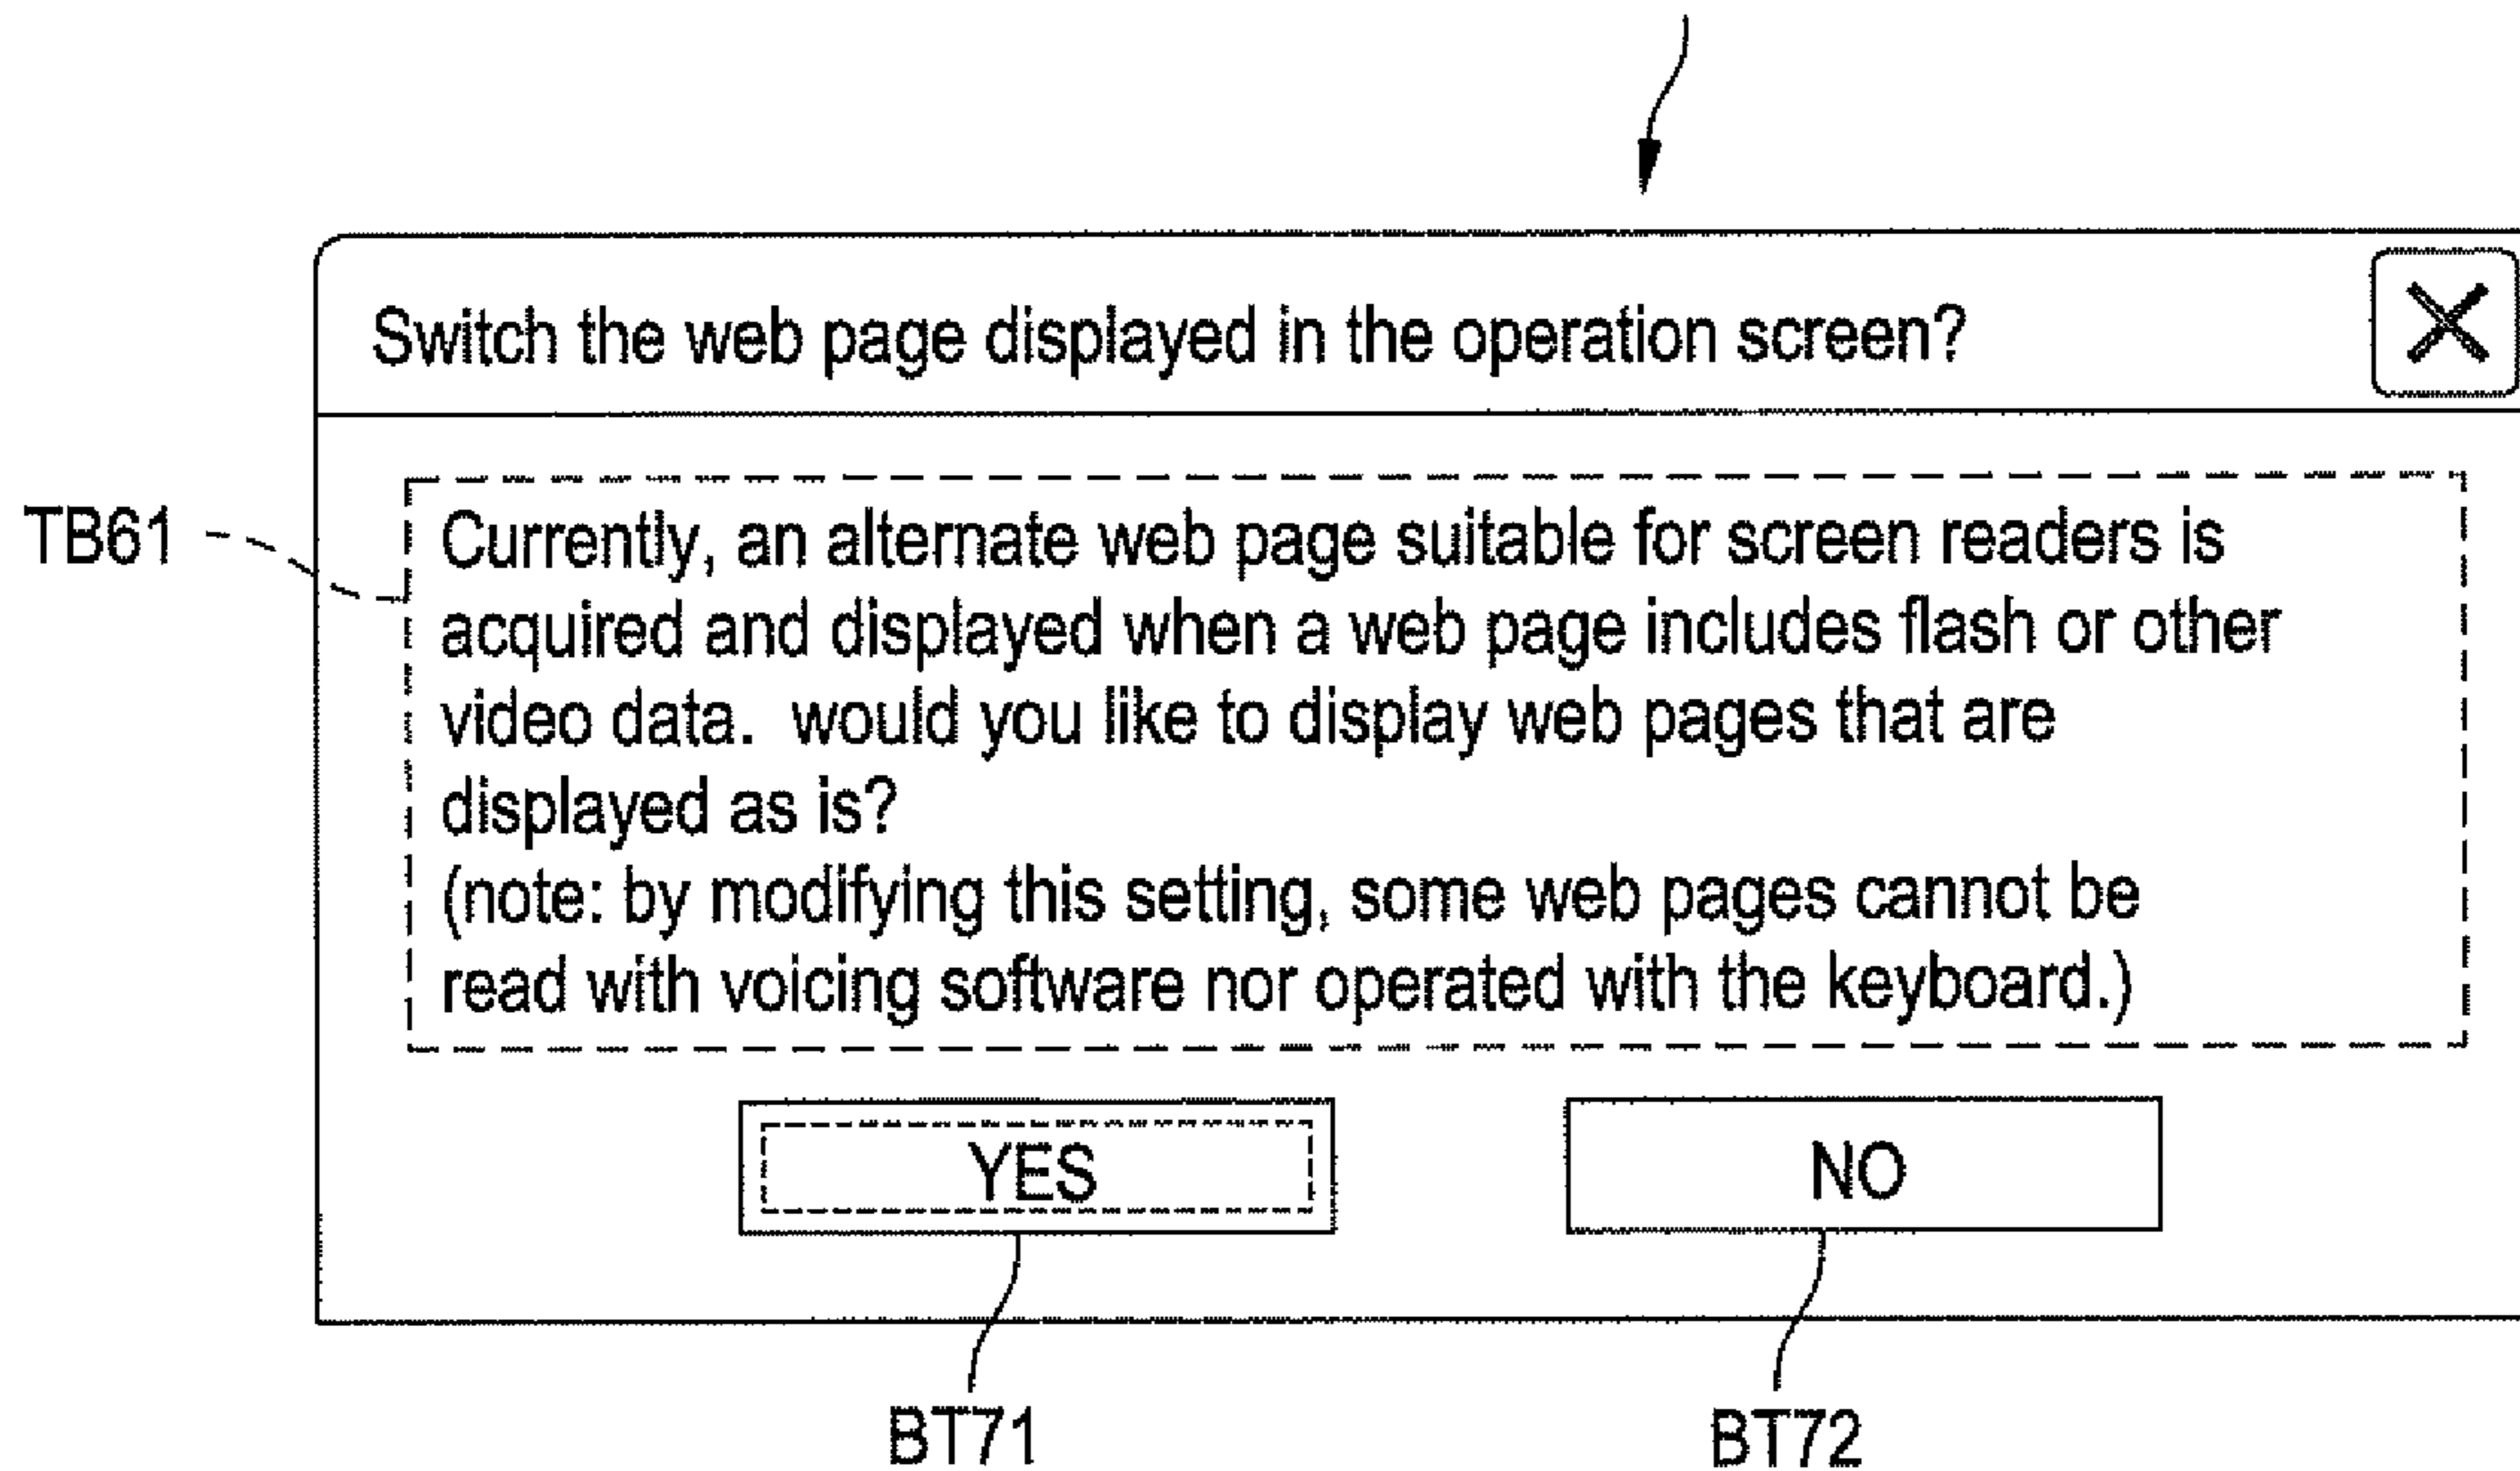 Switch the web page displayed in the operation screen?
TB61
Currently, an alternate web page suitable for screen readers is
acquired and displayed when a web page includes flash or other
video data.  would you like to display web pages that are
displayed as is?
(note: by modifying this setting, some web pages cannot be
read with voicing software nor operated with the keyboard.)
YES
NO
BT71
BT72